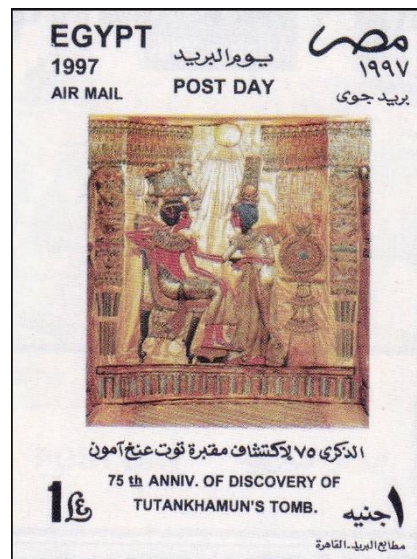 EGYPT
مصر
1997
يوم البريد
١٩٩٧
AIR MAIL
POST DAY
بريد جوى
الذكرى ٧٥ لاكتشاف مقبرة توت عنخ آمون
75 th ANNIV. OF DISCOVERY OF
TUTANKHAMUN'S TOMB.
1£
١ جنيه
مطابع البريد.القاهرة